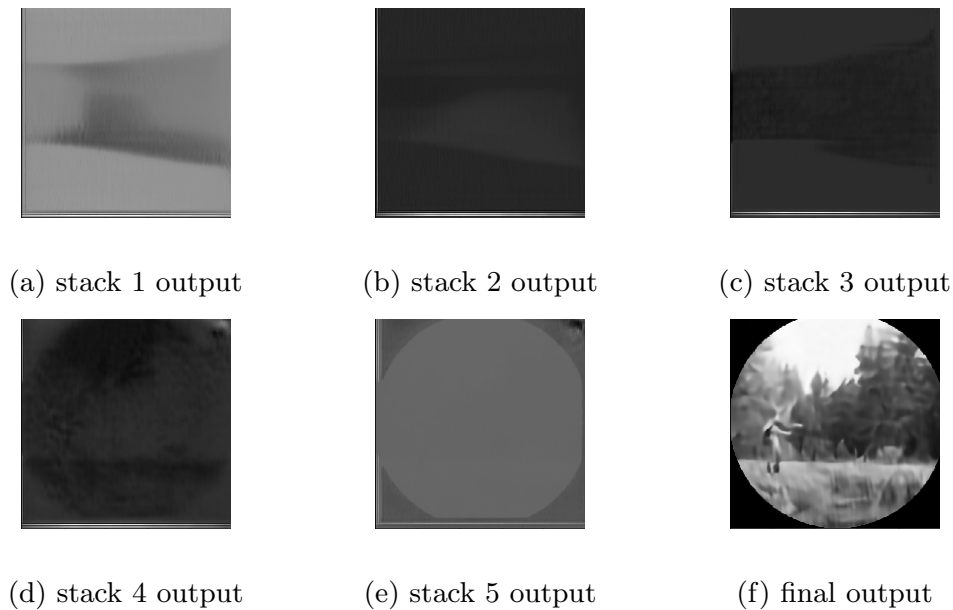 (a) stack 1 output
(b) stack 2 output
(c) stack 3 output
(d) stack 4 output
(e) stack 5 output
(f) final output